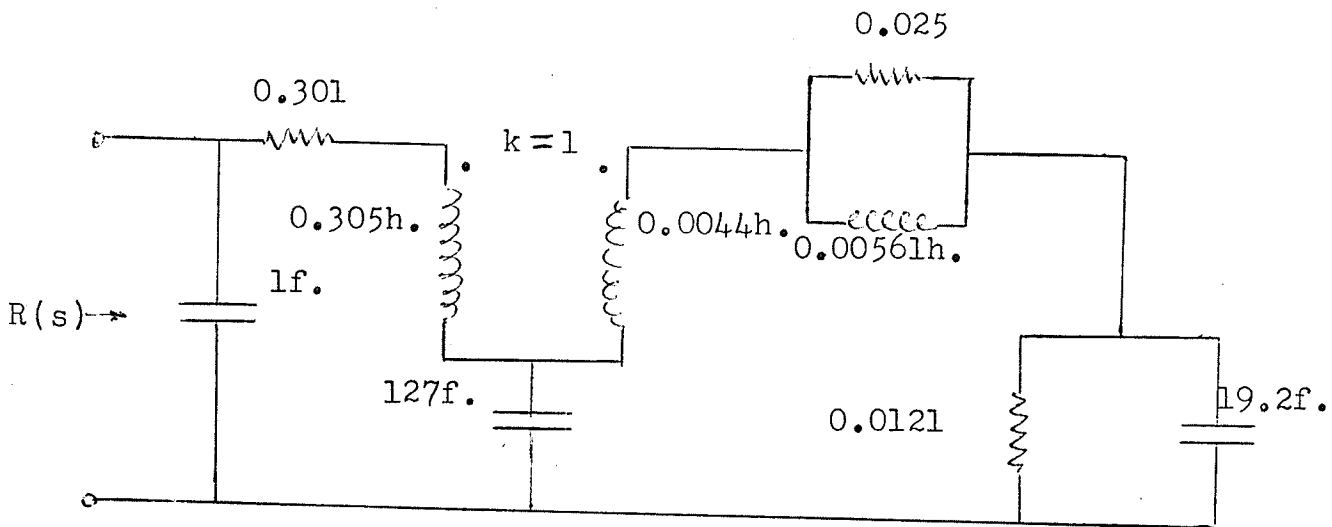 0.025
0.301
k = 1
0.305h.
0.0044h.
0.00561h.
1f.
R(s)
127f.
0.0121
19.2f.